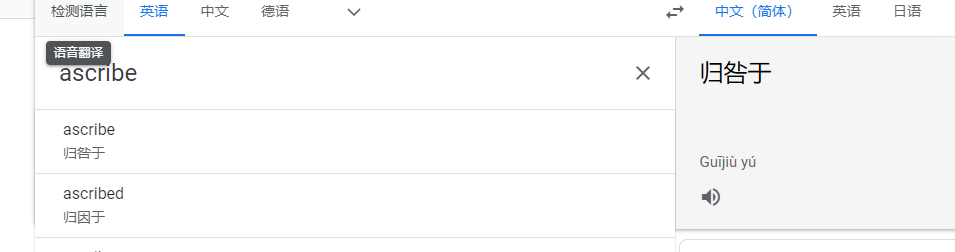 检测语言 英语 中文 德语 中文（简体） 英语 日语
语音翻译
ascribe
归咎于
Guījiù yú
ascribe
归咎于
ascribed
归因于